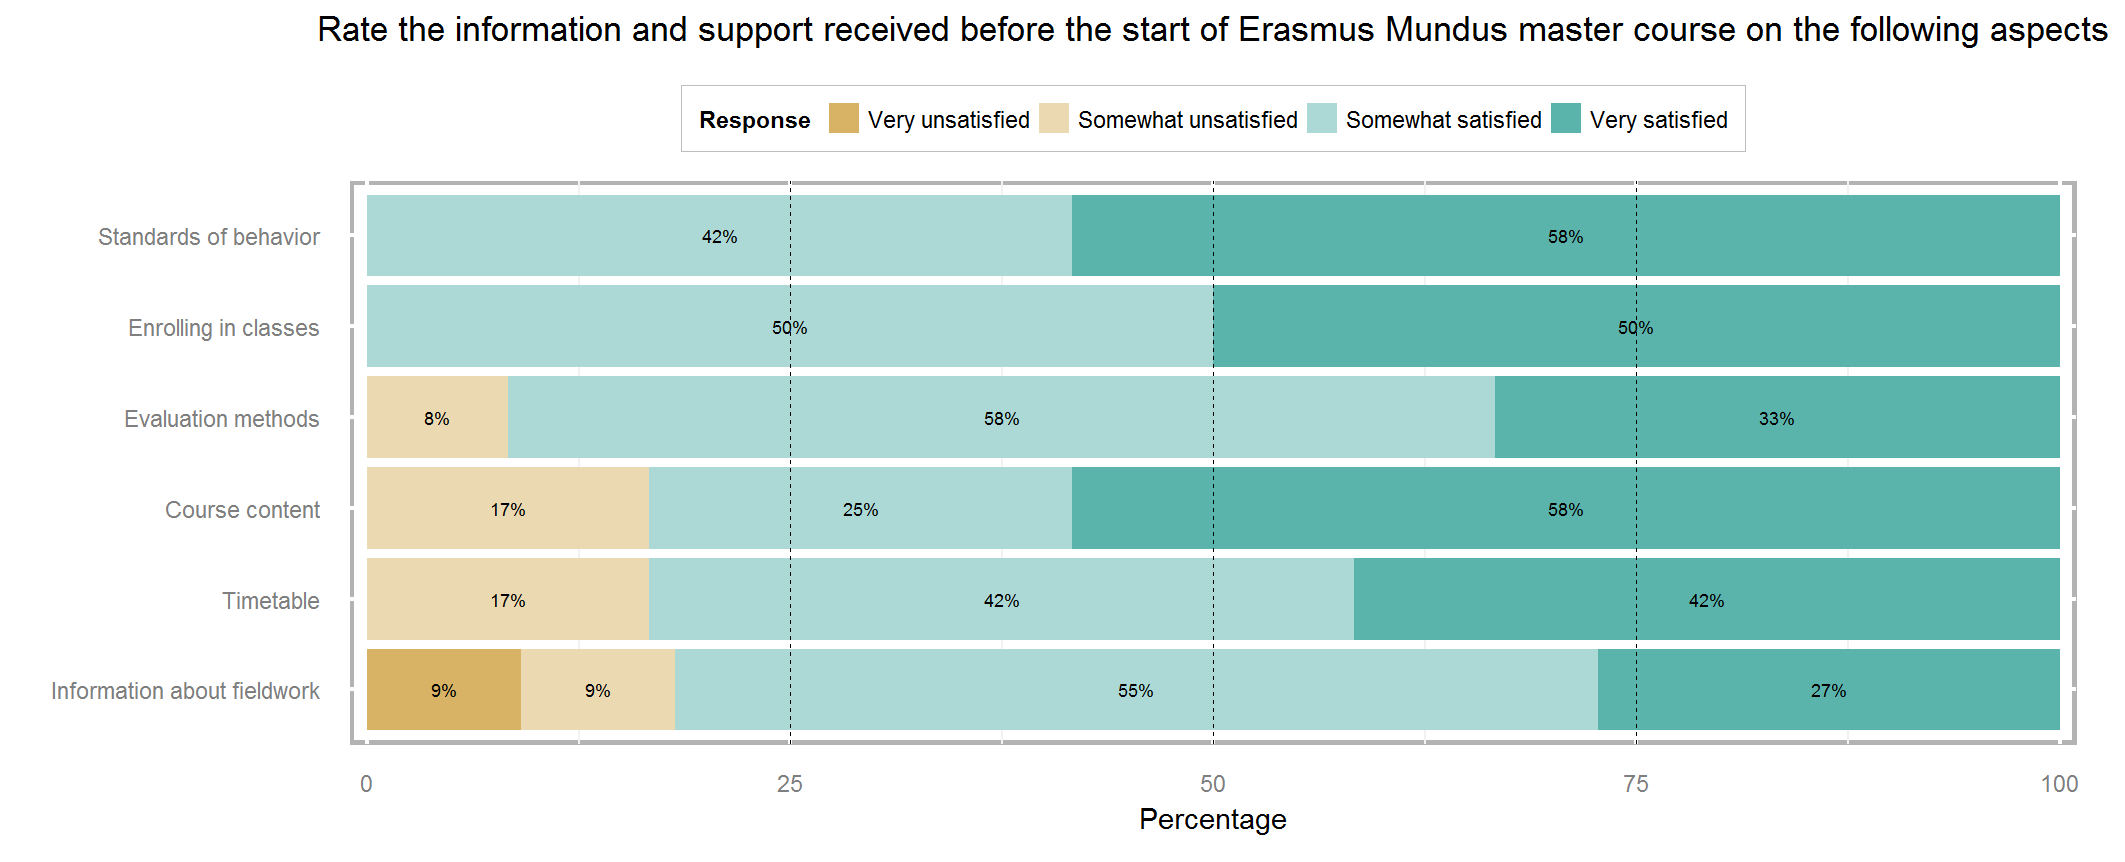 Rate the information and support received before the start of Erasmus Mundus master course on the following aspects
Response Very unsatisfied Somewhat unsatisfied Somewhat satisfied Very satisfied
Standards of behavior 42% 58%
Enrolling in classes 50% 50%
Evaluation methods 8% 58% 33%
Course content 17% 25% 58%
Timetable 17% 42% 42%
Information about fieldwork 9% 9% 55% 27%
0 25 50 75 100
Percentage